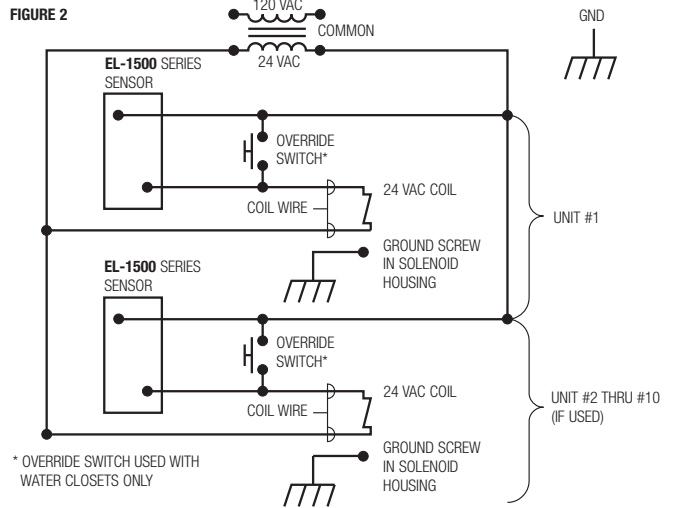 FIGURE 2
120 VAC
COMMON
24 VAC
GND
EL-1500 SERIES
SENSOR
OVERRIDE
SWITCH*
24 VAC COIL
COIL WIRE
UNIT #1
GROUND SCREW
IN SOLENOID
HOUSING
EL-1500 SERIES
SENSOR
OVERRIDE
SWITCH*
24 VAC COIL
COIL WIRE
UNIT #2 THRU #10
(IF USED)
GROUND SCREW
IN SOLENOID
HOUSING
* OVERRIDE SWITCH USED WITH
WATER CLOSETS ONLY